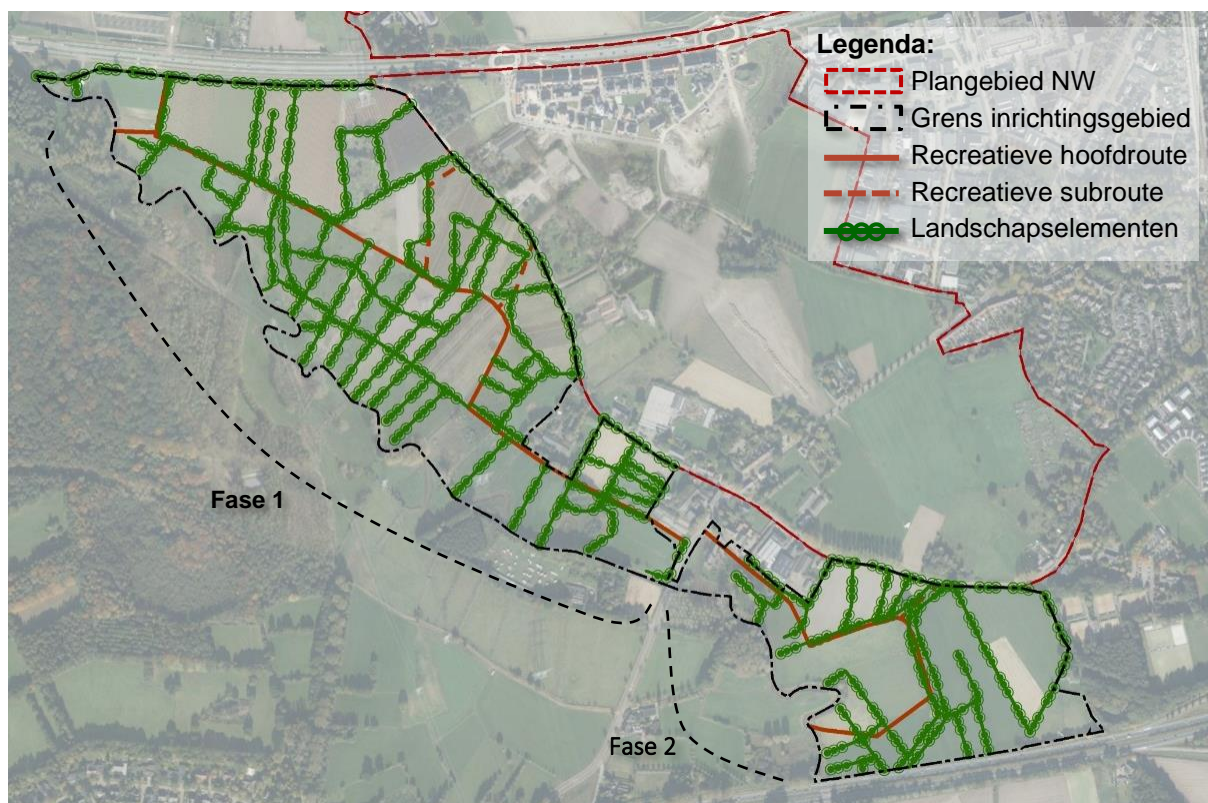 Legenda:
Plangebied NW
Grens inrichtingsgebied
Recreatieve hoofdroute
Recreatieve subroute
Landschapselementen
Fase 1
Fase 2